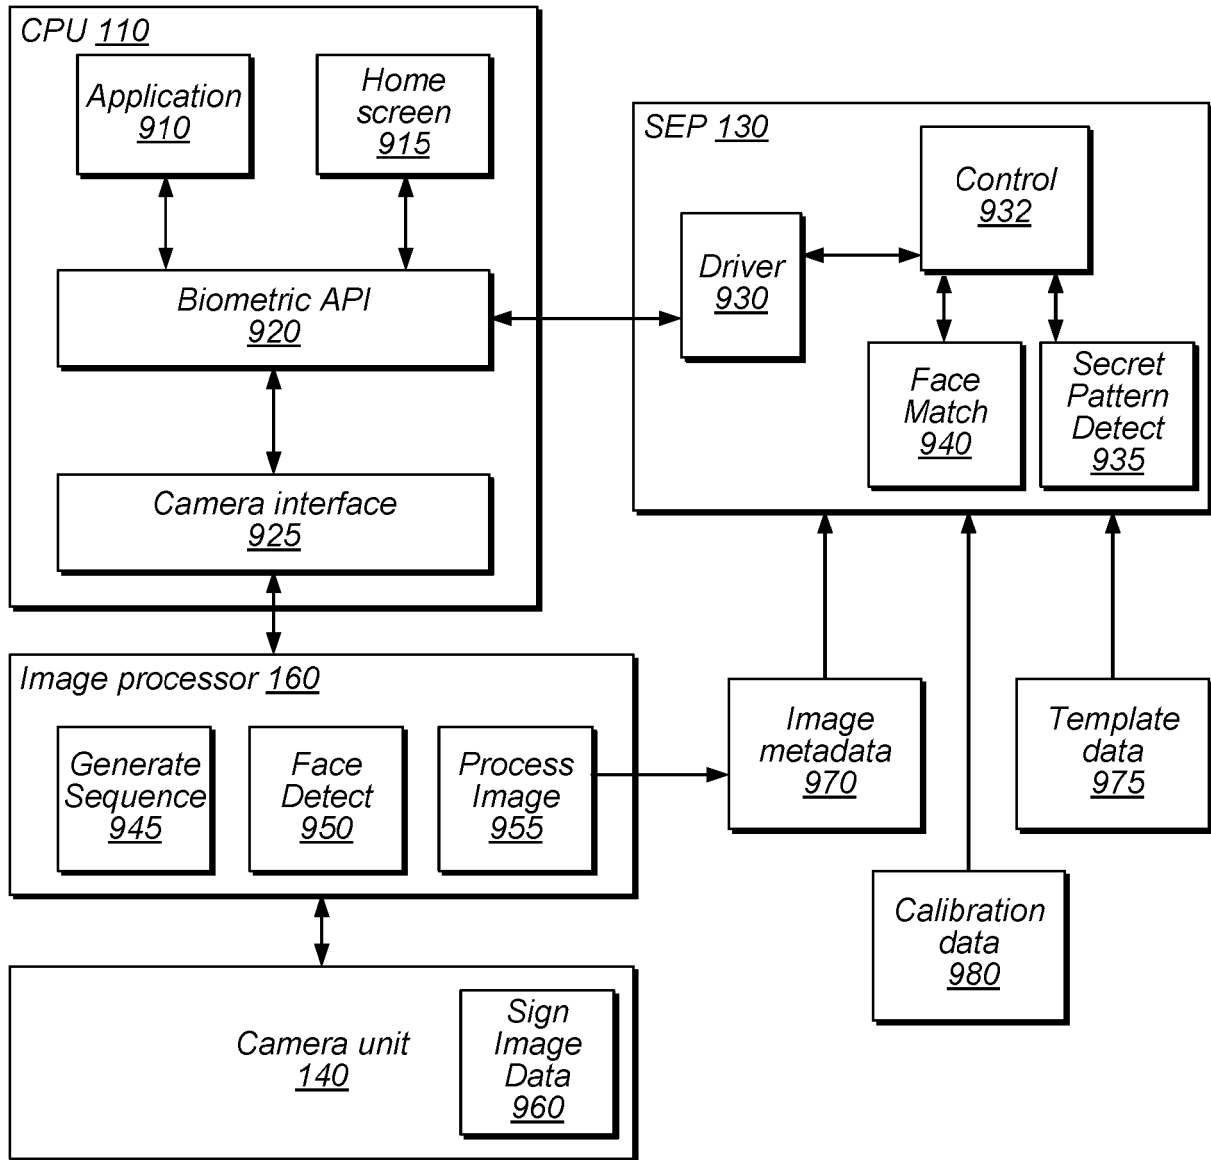 CPU 110
Application
910
Home
screen
915
Biometric API
920
Camera interface
925
SEP 130
Control
932
Driver
930
Face
Match
940
Secret
Pattern
Detect
935
Image processor 160
Generate
Sequence
945
Face
Detect
950
Process
Image
955
Image
metadata
970
Template
data
975
Calibration
data
980
Camera unit
140
Sign
Image
Data
960